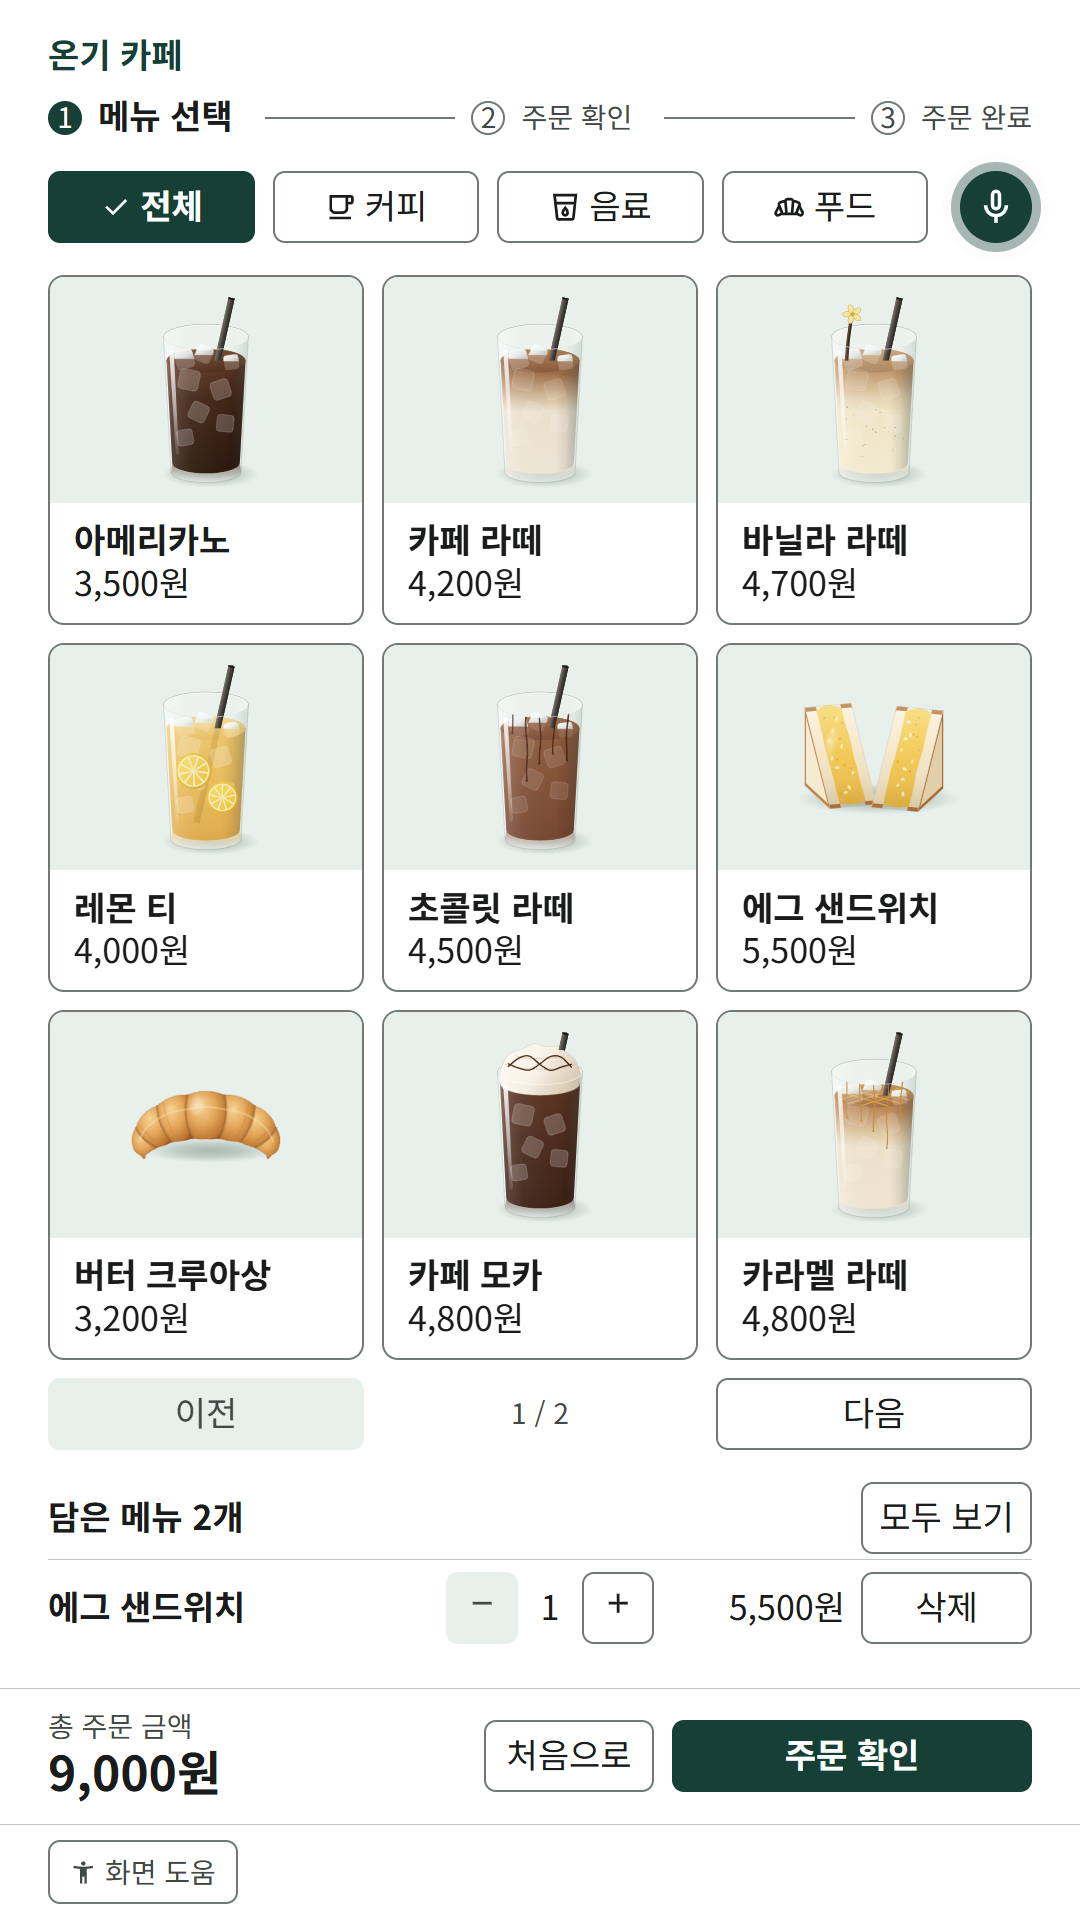 온기 카페
1 메뉴 선택 2 주문 확인 3 주문 완료
전체 커피 음료 푸드
아메리카노 카페 라떼 바닐라 라떼
3,500원 4,200원 4,700원
레몬 티 초콜릿 라떼 에그 샌드위치
4,000원 4,500원 5,500원
버터 크루아상 카페 모카 카라멜 라떼
3,200원 4,800원 4,800원
이전 1 / 2 다음
담은 메뉴 2개 모두 보기
에그 샌드위치 − 1 + 5,500원 삭제
총 주문 금액
9,000원 처음으로 주문 확인
화면 도움